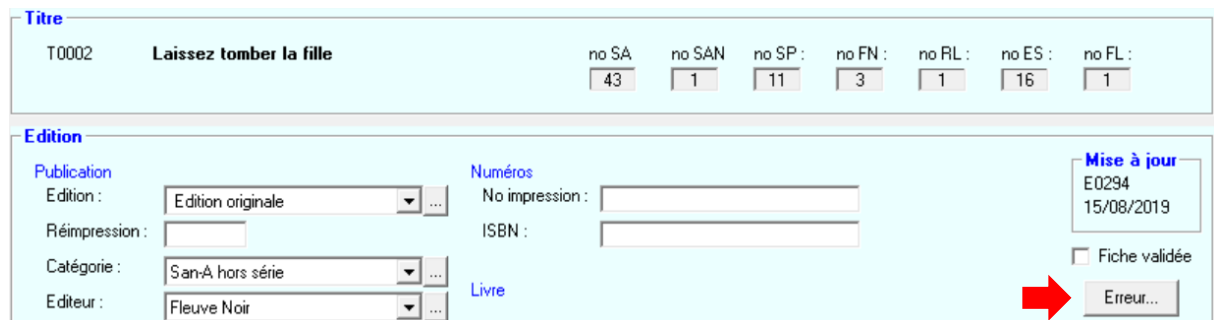 Titre
T0002 Laissez tomber la fille no SA no SAN no SP : no FN : no RL : no ES : no FL :
43 1 11 3 1 16 1
Edition
Publication Numéros Mise à jour
Edition : Edition originale ... No impression : E0294
15/08/2019
Réimpression : ISBN :
Catégorie : San-A hors série ... Fiche validée
Editeur : Fleuve Noir ... Livre Erreur...